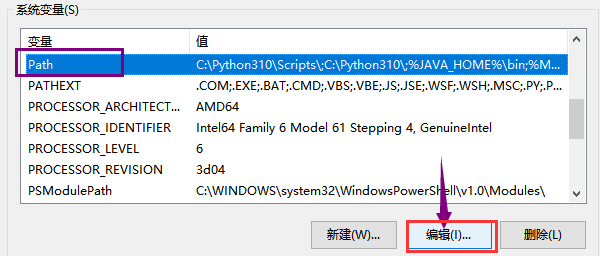 系统变量(S)
变量 值
Path C:\Python310\Scripts\;C:\Python310\;%JAVA_HOME%\bin;%M...
PATHEXT .COM;.EXE;.BAT;.CMD;.VBS;.VBE;.JS;.JSE;.WSF;.WSH;.MSC;.PY;.P...
PROCESSOR_ARCHITECT... AMD64
PROCESSOR_IDENTIFIER Intel64 Family 6 Model 61 Stepping 4, GenuineIntel
PROCESSOR_LEVEL 6
PROCESSOR_REVISION 3d04
PSModulePath C:\WINDOWS\system32\WindowsPowerShell\v1.0\Modules\
新建(W)... 编辑(I)... 删除(L)